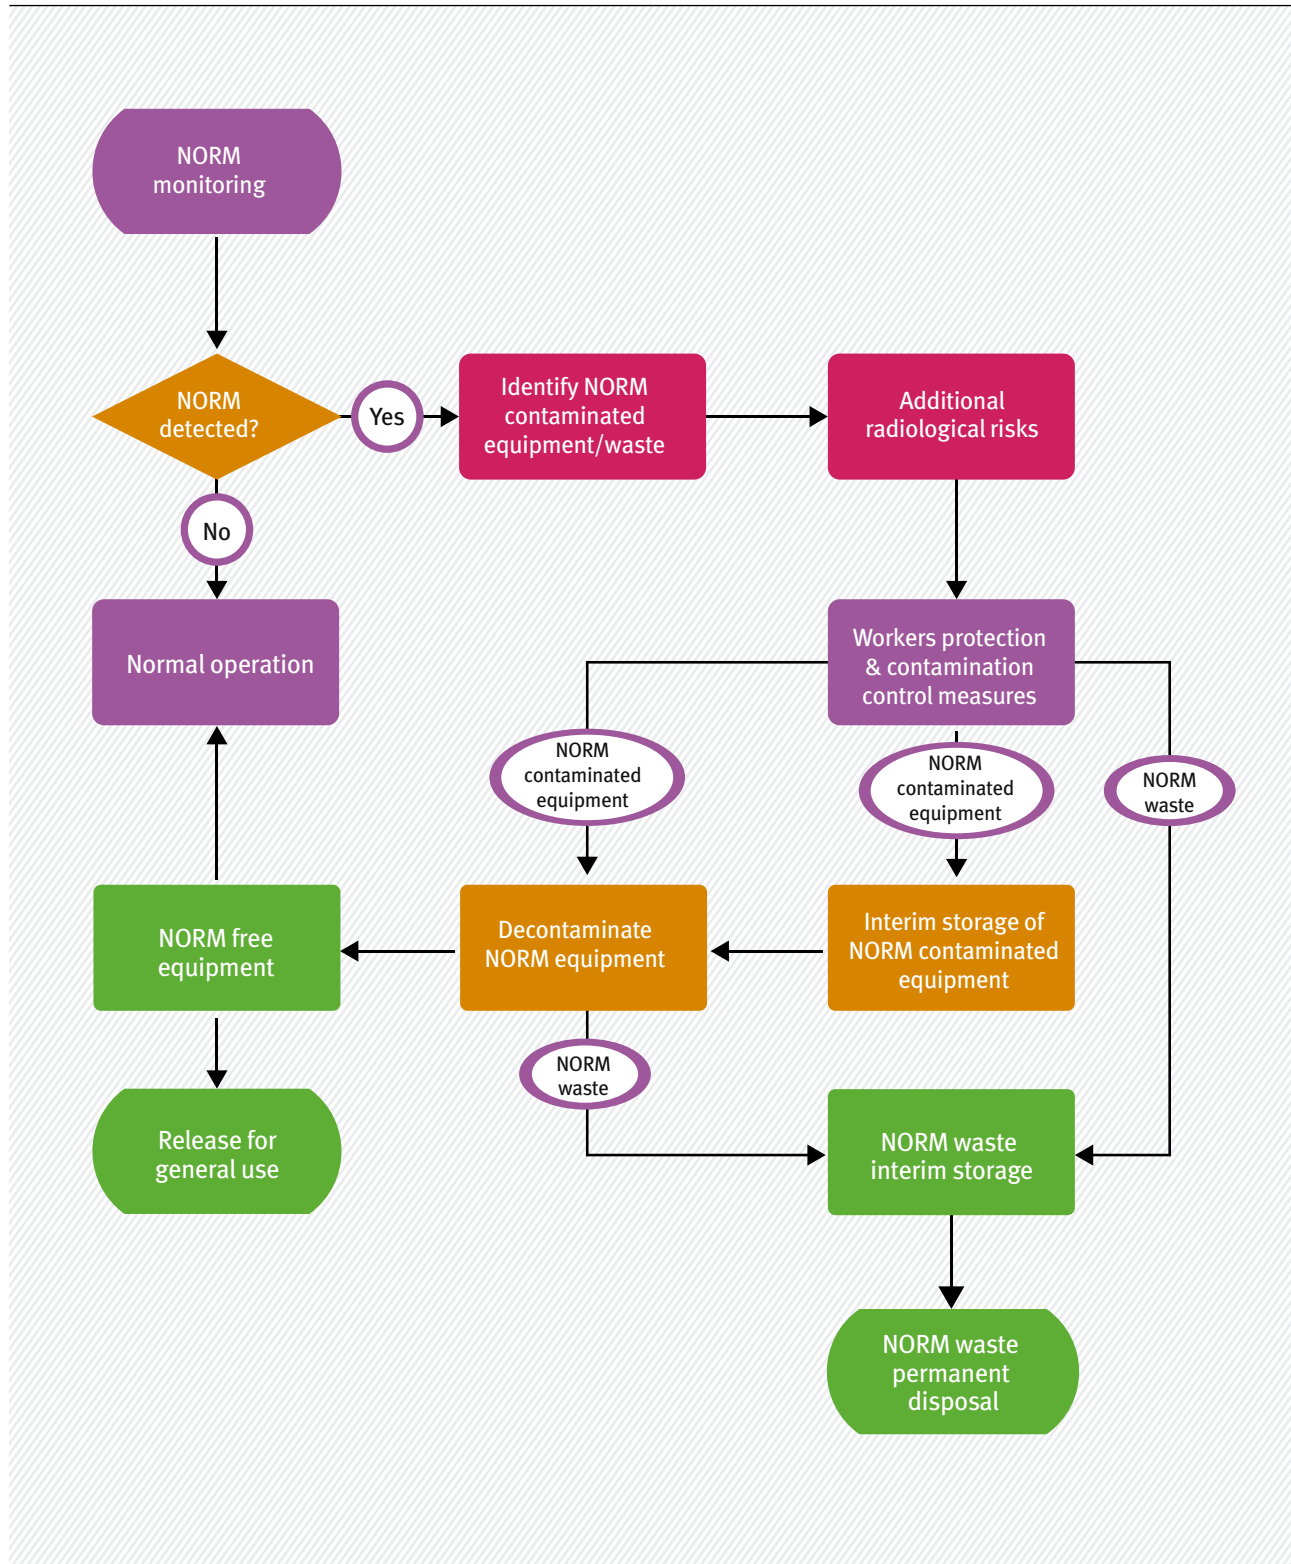 NORM
monitoring
NORM
detected?
Yes
Identify NORM
contaminated
equipment/waste
Additional
radiological risks
No
Normal operation
Workers protection
& contamination
control measures
NORM
contaminated
equipment
NORM
contaminated
equipment
NORM
waste
NORM free
equipment
Decontaminate
NORM equipment
Interim storage of
NORM contaminated
equipment
NORM
waste
Release for
general use
NORM waste
interim storage
NORM waste
permanent
disposal